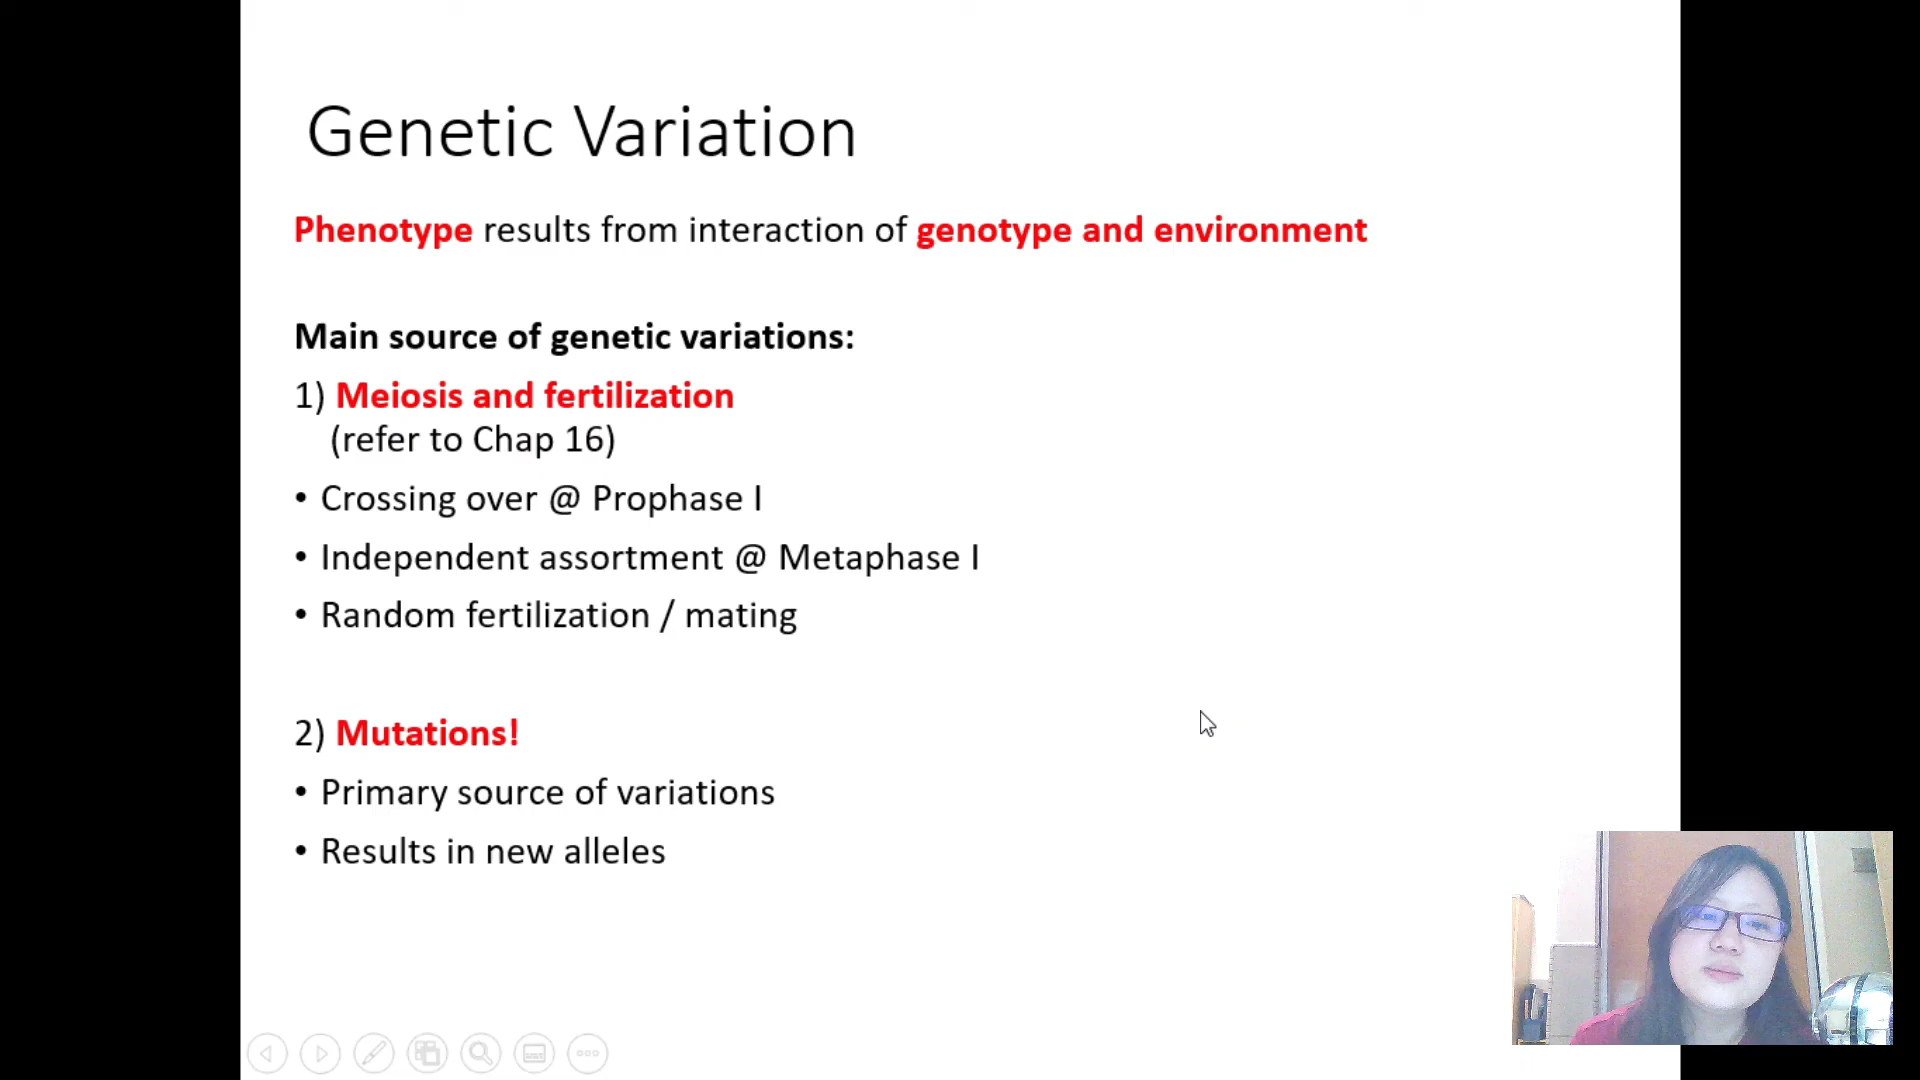 Genetic Variation
Phenotype results from interaction of genotype and environment
Main source of genetic variations:
1) Meiosis and fertilization
(refer to Chap 16)
• Crossing over @ Prophase I
• Independent assortment @ Metaphase I
• Random fertilization / mating
2) Mutations!
• Primary source of variations
• Results in new alleles